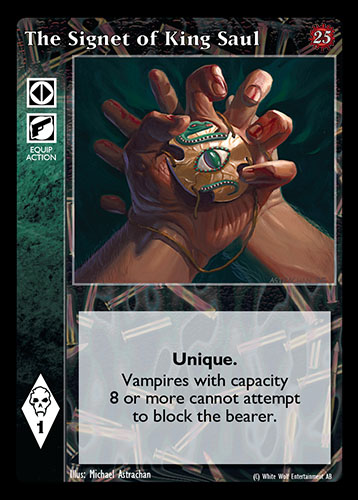 The Signet of King Saul
25
EQUIP
ACTION
Unique.
Vampires with capacity
8 or more cannot attempt
to block the bearer.
1
Illus: Michael Astrachan
(C) White Wolf Entertainment AB